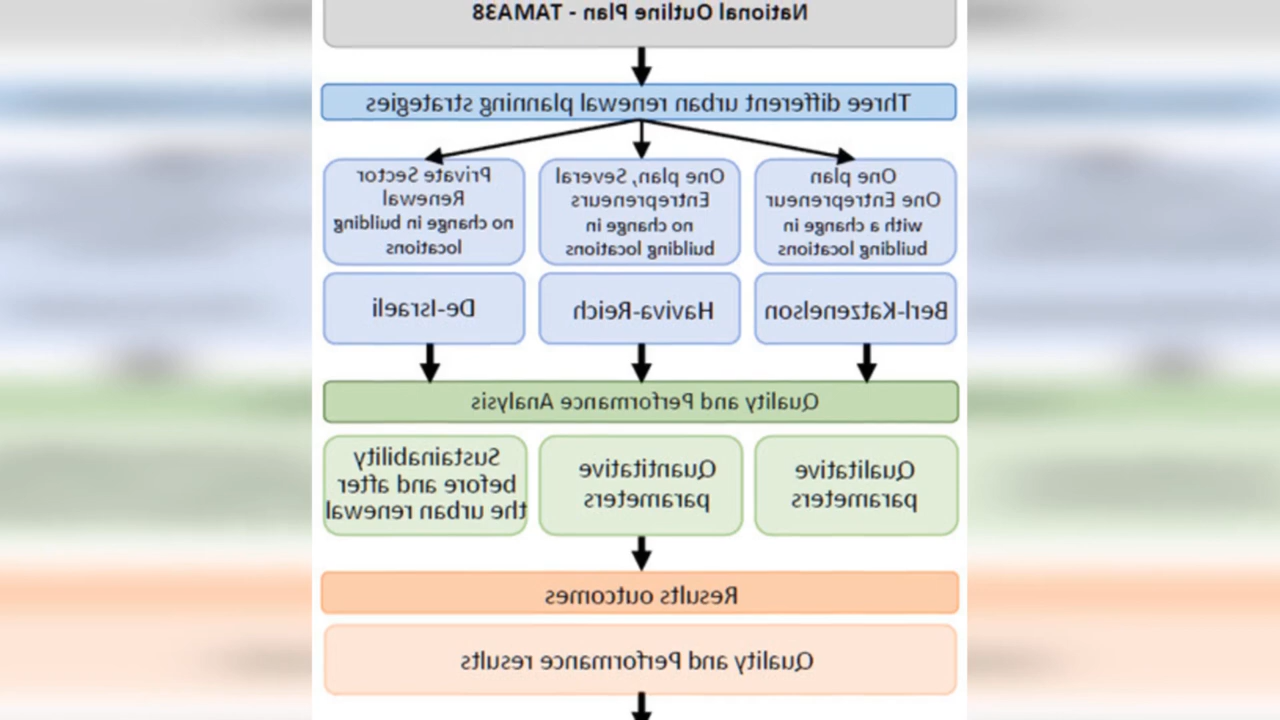 National Outline Plan - TAMA38
Three different urban renewal planning strategies
One plan
One Entrepreneur
with a change in
building locations
One plan, Several
Entrepreneurs
no change in
building locations
Private Sector
Renewal
no change in building
locations
Berl-Katzenelson
Haviva-Reich
De-Israeli
Quality and Performance Analysis
Qualitative
parameters
Quantitative
parameters
Sustainability
before and after
the urban renewal
Results outcomes
Quality and Performance results